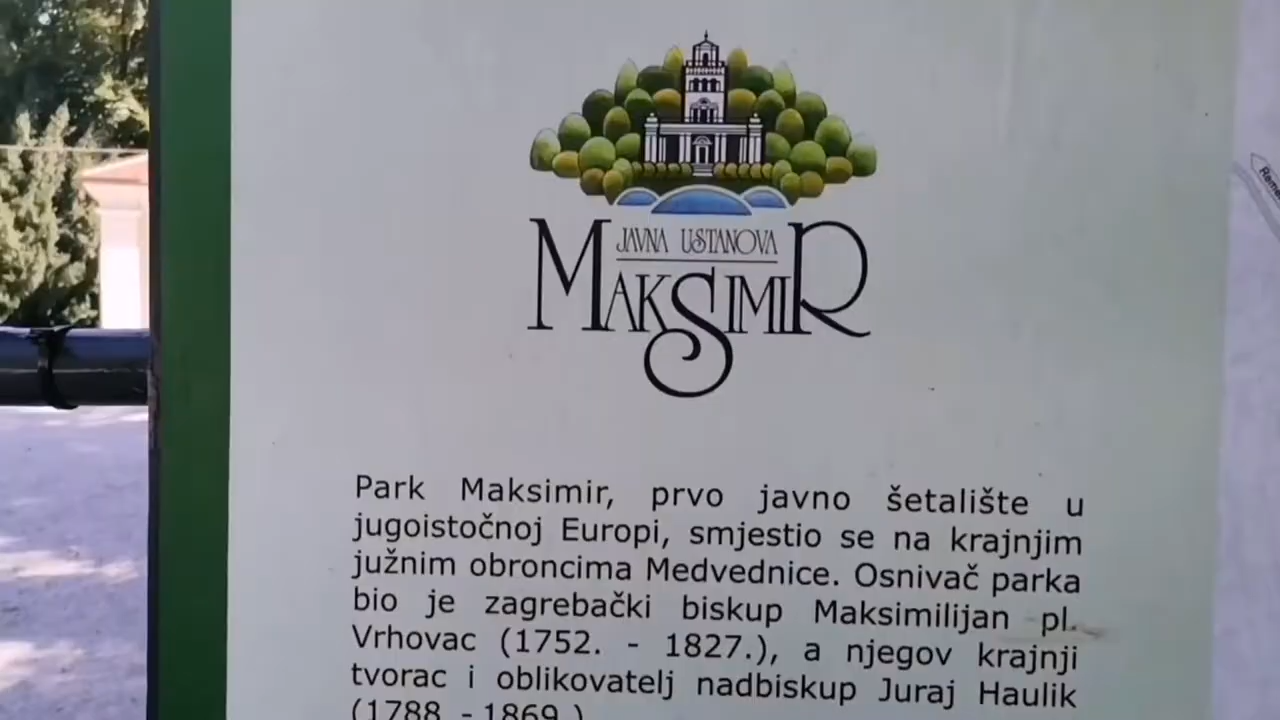 JAVNA USTANOVA
MAKSIMIR
Park Maksimir, prvo javno šetalište u
jugoistočnoj Europi, smjestio se na krajnjim
južnim obroncima Medvednice. Osnivač parka
bio je zagrebački biskup Maksimilijan pl.
Vrhovac (1752. - 1827.), a njegov krajnji
tvorac i oblikovatelj nadbiskup Juraj Haulik
(1788. - 1869.)